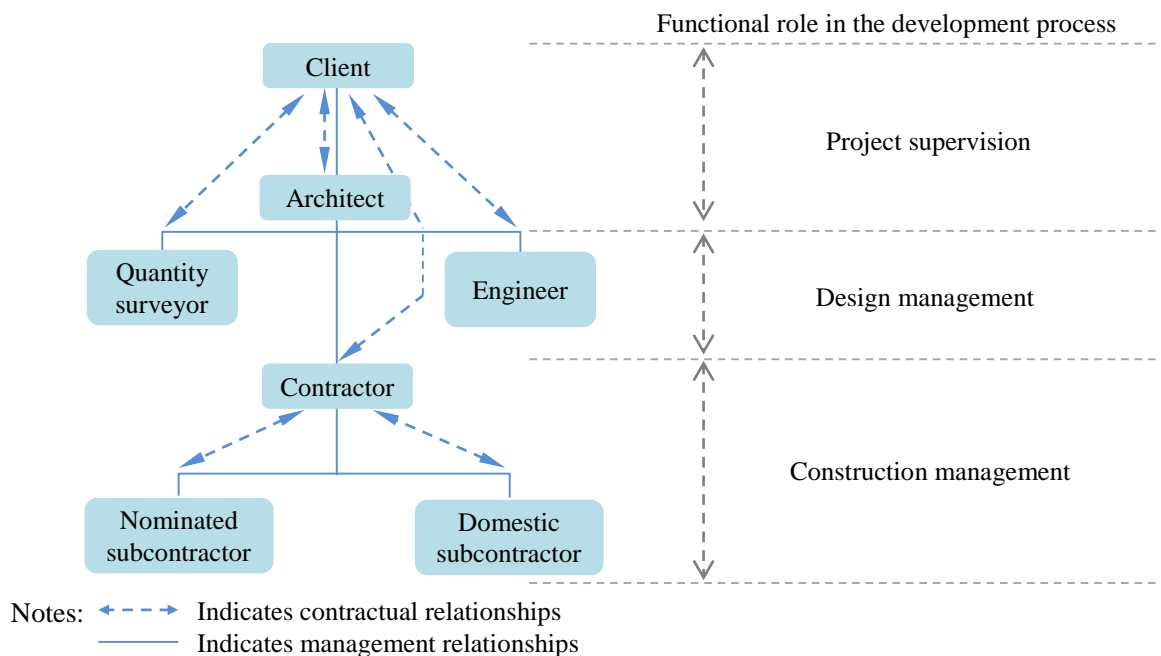 Functional role in the development process
Client
Project supervision
Architect
Quantity
surveyor
Engineer
Design management
Contractor
Construction management
Nominated
subcontractor
Domestic
subcontractor
Notes: Indicates contractual relationships
Indicates management relationships